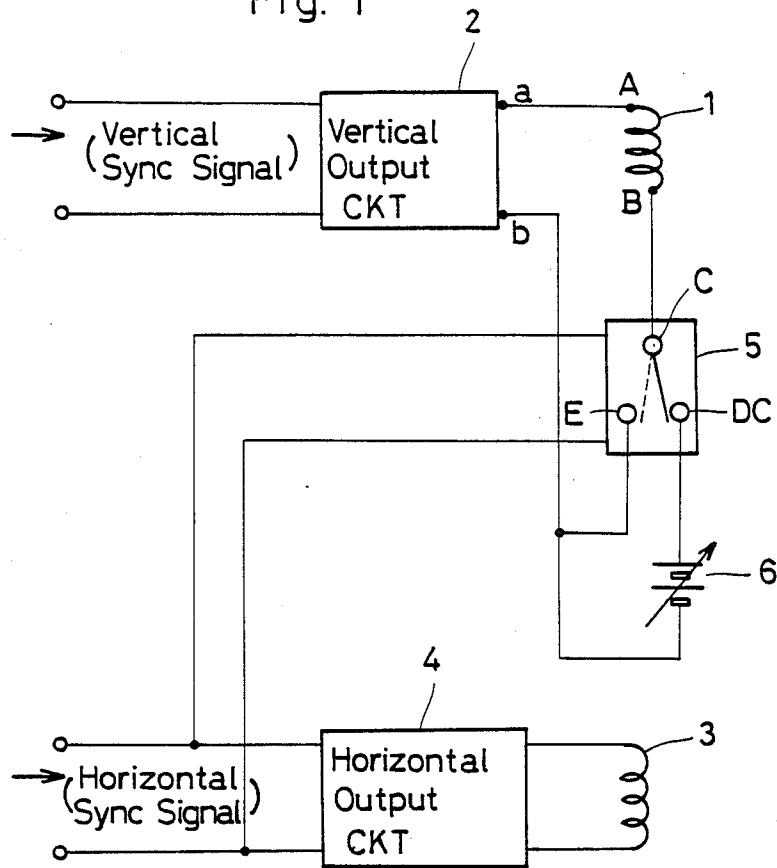 Fig. 1
2
a
A
1
(Vertical
Sync Signal)
Vertical
Output
CKT
B
b
C
5
E
DC
6
4
3
(Horizontal
Sync Signal)
Horizontal
Output
CKT